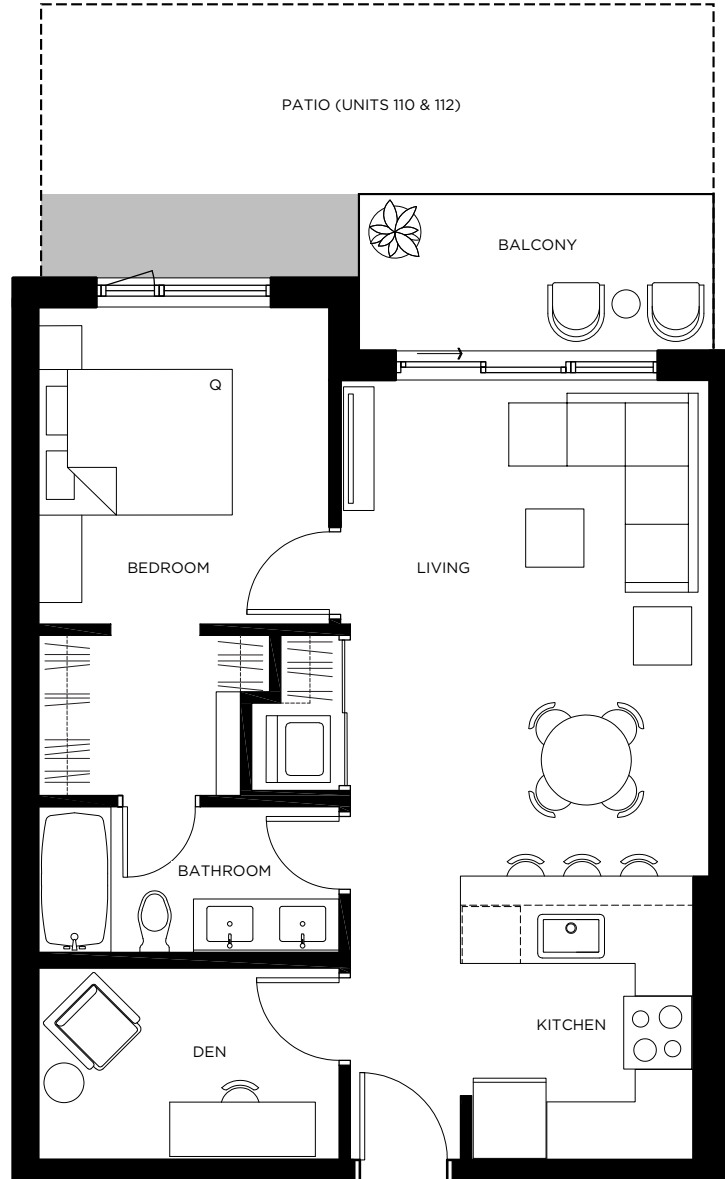 PATIO (UNITS 110 & 112)
BALCONY
Q
BEDROOM
LIVING
BATHROOM
KITCHEN
DEN